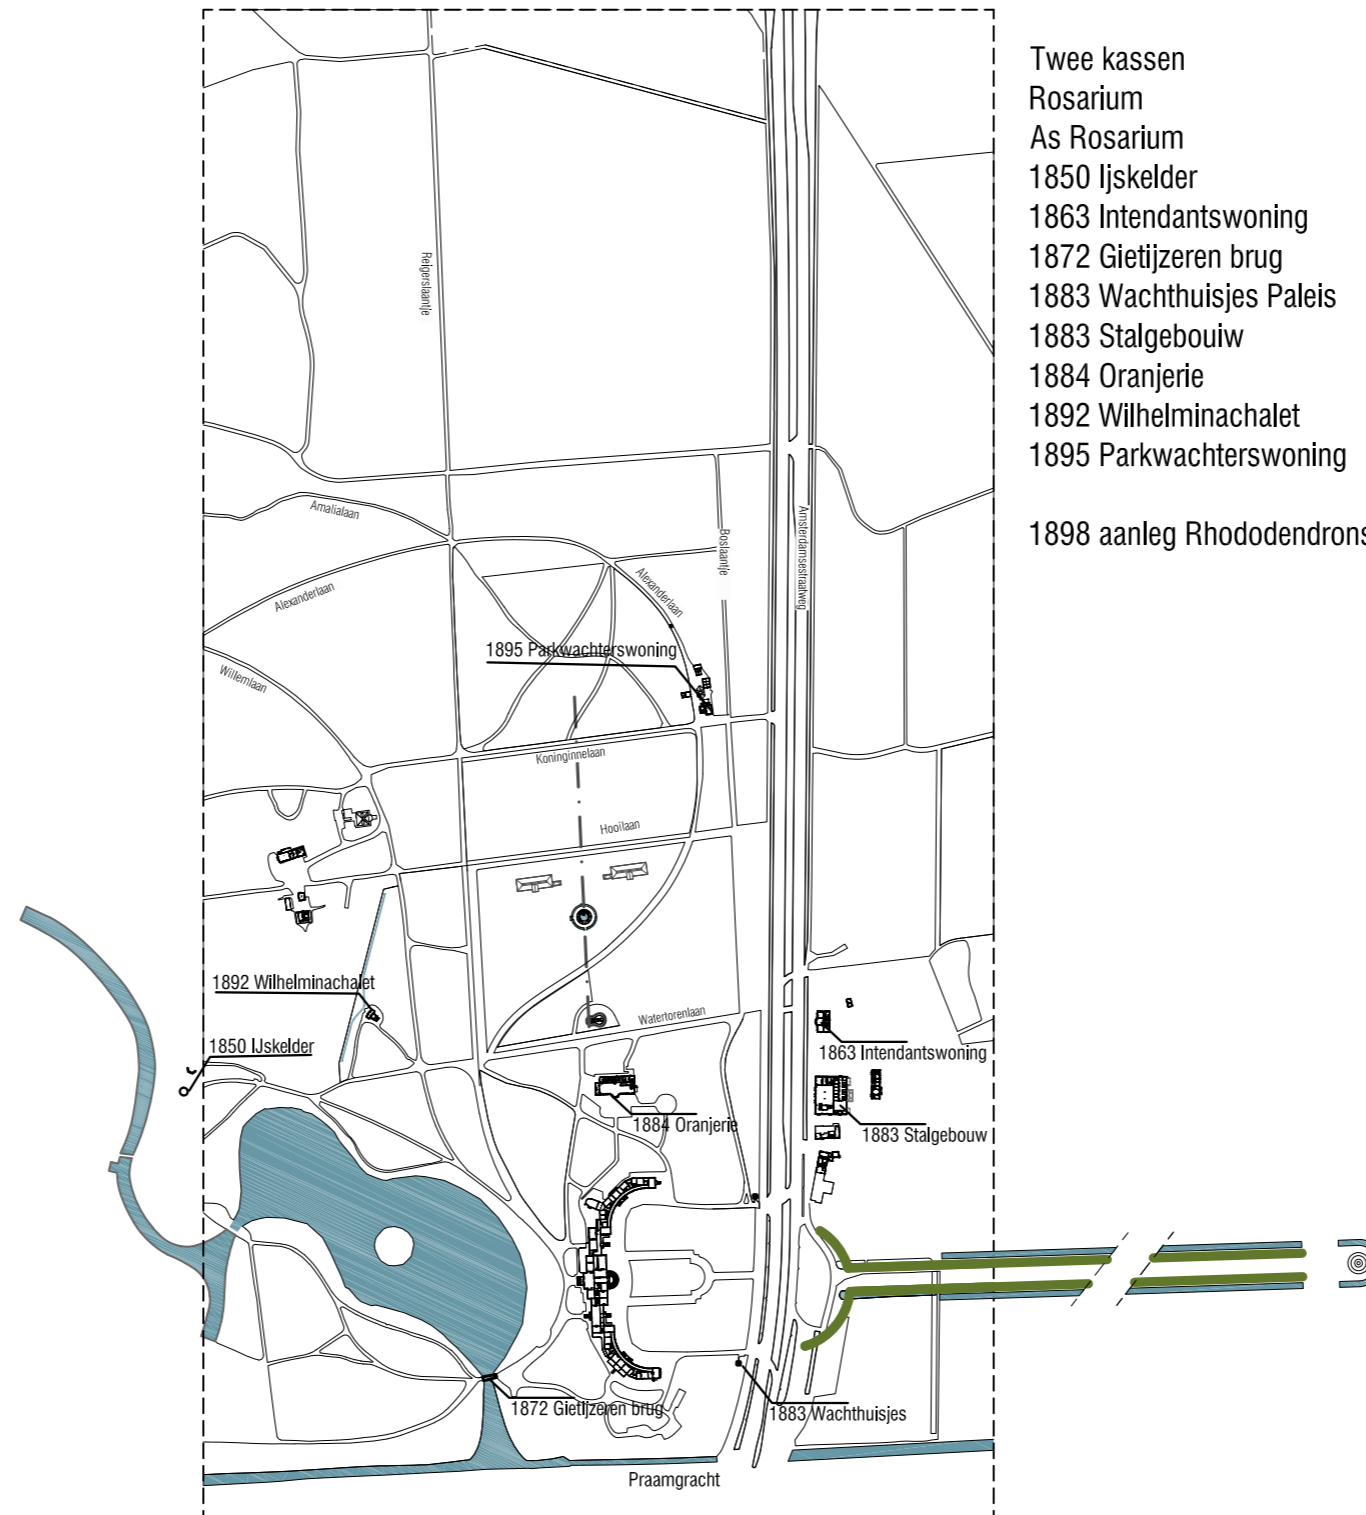 Twee kassen
Rosarium
As Rosarium
1850 Ijskelder
1863 Intendantswoning
1872 Gietijzeren brug
1883 Wachthuisjes Paleis
1883 Stalgebouiw
1884 Oranjerie
1892 Wilhelminachalet
1895 Parkwachterswoning
1898 aanleg Rhododendrons
Reigerslaantje
Amalialaan
Alexanderlaan
Willemlaan
Alexanderlaan
Boslaantje
Amsterdamsestraatweg
1895 Parkwachterswoning
Koninginnelaan
Hooilaan
1892 Wilhelminachalet
Watertorenlaan
1850 IJskelder
1863 Intendantswoning
1884 Oranjerie
1883 Stalgebouw
1872 Gietijzeren brug
1883 Wachthuisjes
Praamgracht